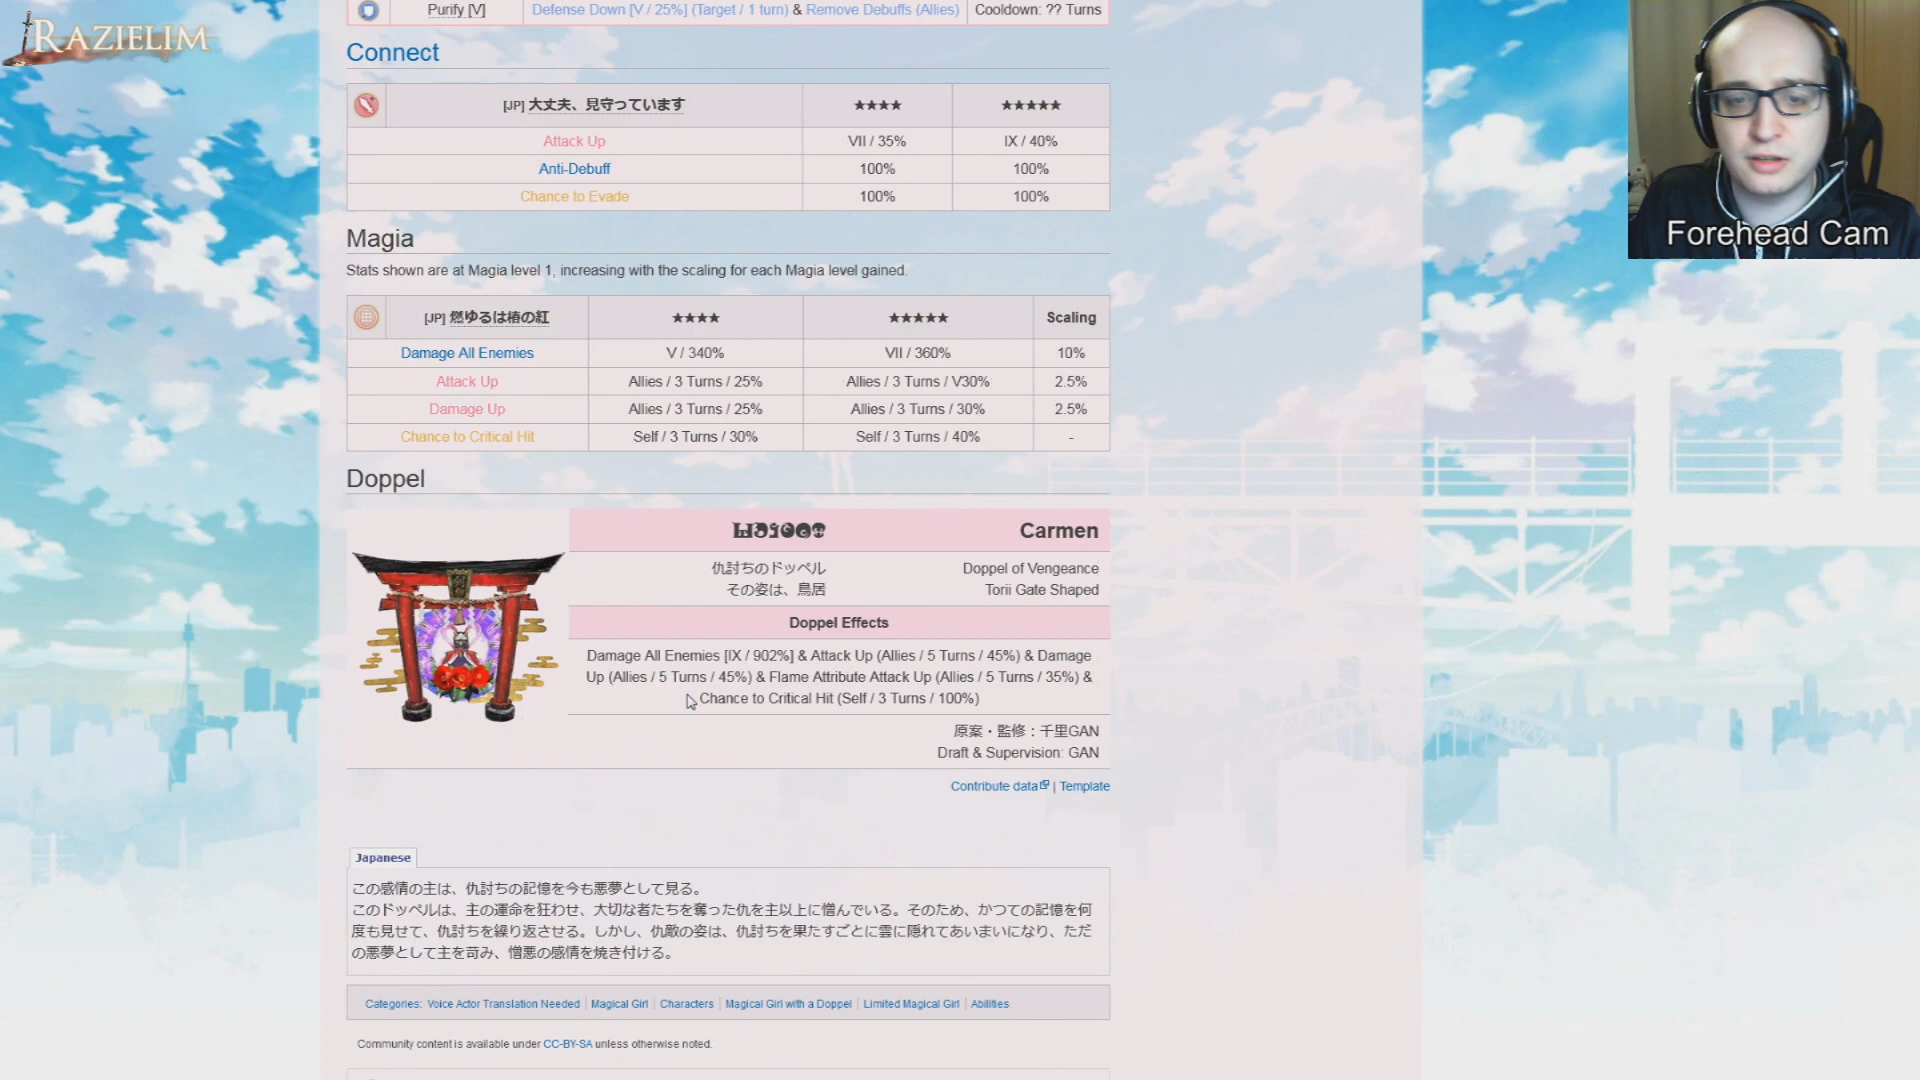 RAZIELIM
Purify [V] Defense Down [V / 25%] (Target / 1 turn) & Remove Debuffs (Allies) Cooldown: ?? Turns
Connect
[JP] 大丈夫、見守っています ★★★★ ★★★★★
Attack Up VII / 35% IX / 40%
Anti-Debuff 100% 100%
Chance to Evade 100% 100%
Forehead Cam
Magia
Stats shown are at Magia level 1, increasing with the scaling for each Magia level gained.
[JP] 燃ゆるは椿の紅 ★★★★ ★★★★★ Scaling
Damage All Enemies V / 340% VII / 360% 10%
Attack Up Allies / 3 Turns / 25% Allies / 3 Turns / V30% 2.5%
Damage Up Allies / 3 Turns / 25% Allies / 3 Turns / 30% 2.5%
Chance to Critical Hit Self / 3 Turns / 30% Self / 3 Turns / 40% -
Doppel
Carmen
仇討ちのドッペル Doppel of Vengeance
その姿は、鳥居 Torii Gate Shaped
Doppel Effects
Damage All Enemies [IX / 902%] & Attack Up (Allies / 5 Turns / 45%) & Damage
Up (Allies / 5 Turns / 45%) & Flame Attribute Attack Up (Allies / 5 Turns / 35%) &
Chance to Critical Hit (Self / 3 Turns / 100%)
原案・監修：千里GAN
Draft & Supervision: GAN
Contribute data | Template
Japanese
この感情の主は、仇討ちの記憶を今も悪夢として見る。
このドッペルは、主の運命を狂わせ、大切な者たちを奪った仇を主以上に憎んでいる。そのため、かつての記憶を何
度も見せて、仇討ちを繰り返させる。しかし、仇敵の姿は、仇討ちを果たすごとに雲に隠れてあいまいになり、ただ
の悪夢として主を苛み、憎悪の感情を焼き付ける。
Categories: Voice Actor Translation Needed | Magical Girl | Characters | Magical Girl with a Doppel | Limited Magical Girl | Abilities
Community content is available under CC-BY-SA unless otherwise noted.